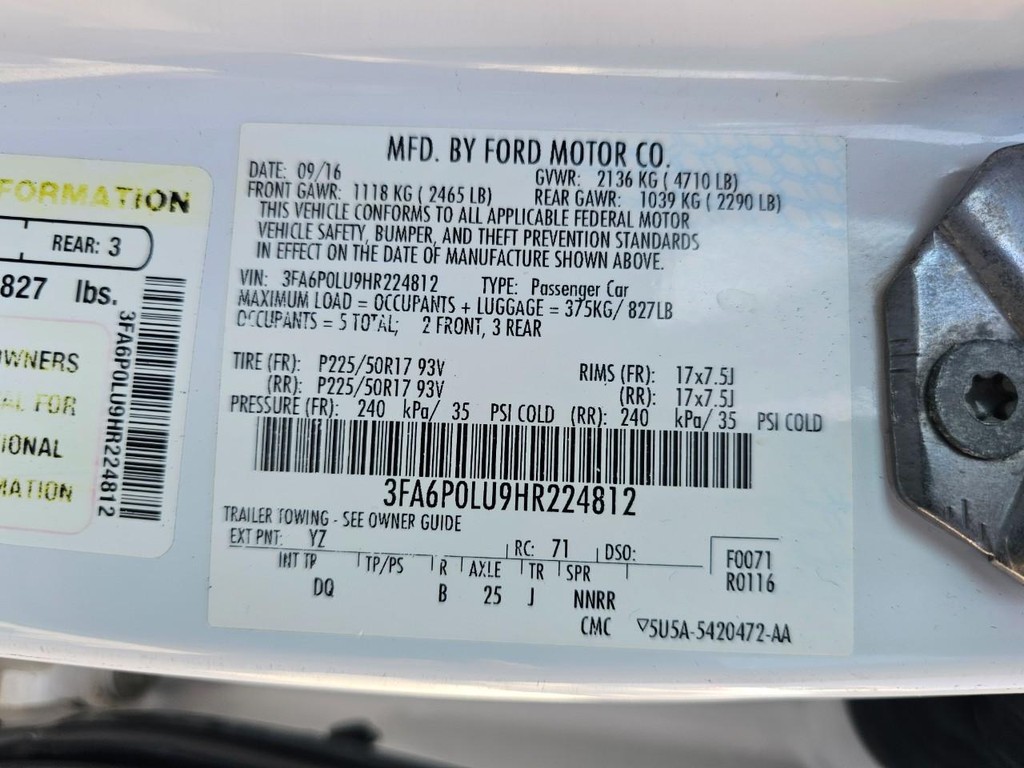 FORMATION
REAR: 3
827 lbs.
3FA6P0LU9HR224812
OWNERS
AL FOR
IONAL
MATION
MFD. BY FORD MOTOR CO.
DATE: 09/16 GVWR: 2136 KG ( 4710 LB)
FRONT GAWR: 1118 KG ( 2465 LB) REAR GAWR: 1039 KG ( 2290 LB)
THIS VEHICLE CONFORMS TO ALL APPLICABLE FEDERAL MOTOR
VEHICLE SAFETY, BUMPER, AND THEFT PREVENTION STANDARDS
IN EFFECT ON THE DATE OF MANUFACTURE SHOWN ABOVE.
VIN: 3FA6P0LU9HR224812 TYPE: Passenger Car
MAXIMUM LOAD = OCCUPANTS + LUGGAGE = 375KG/ 827LB
OCCUPANTS = 5 TOTAL; 2 FRONT, 3 REAR
TIRE (FR): P225/50R17 93V RIMS (FR): 17x7.5J
(RR): P225/50R17 93V (RR): 17x7.5J
PRESSURE (FR): 240 kPa/ 35 PSI COLD (RR): 240 kPa/ 35 PSI COLD
3FA6P0LU9HR224812
TRAILER TOWING - SEE OWNER GUIDE
EXT PNT: YZ RC: 71 DSO: F0071
INT TR TP/PS R AXLE TR SPR R0116
DQ B 25 J NNRR
CMC ▽5U5A-5420472-AA